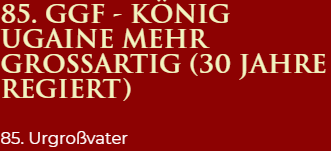 85. GGF - KÖNIG
UGAINE MEHR
GROSSARTIG (30 JAHRE
REGIERT)
85. Urgroßvater